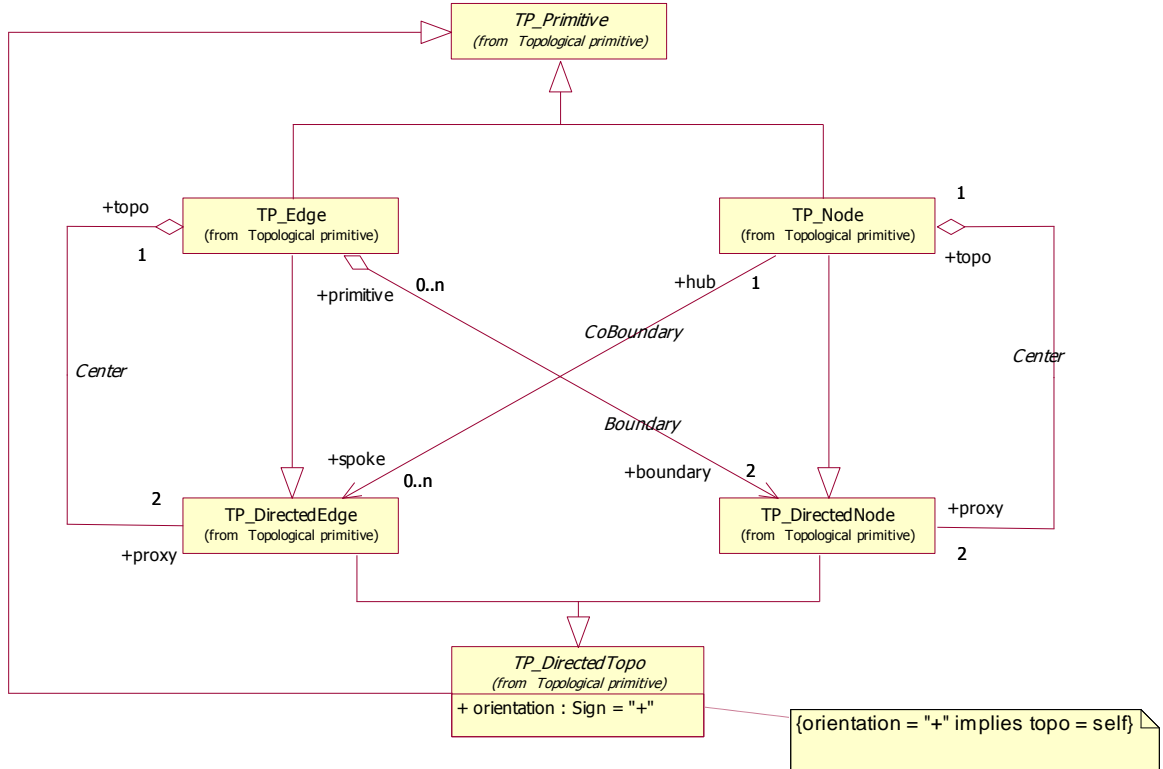 TP_Primitive
(from Topological primitive)
+topo
1
TP_Edge
(from Topological primitive)
TP_Node
(from Topological primitive)
1
+topo
+primitive
0..n
+hub
1
CoBoundary
Center
Center
Boundary
+spoke
0..n
+boundary
2
2
+proxy
TP_DirectedEdge
(from Topological primitive)
TP_DirectedNode
(from Topological primitive)
+proxy
2
TP_DirectedTopo
(from Topological primitive)
+ orientation : Sign = "+"
{orientation = "+" implies topo = self}